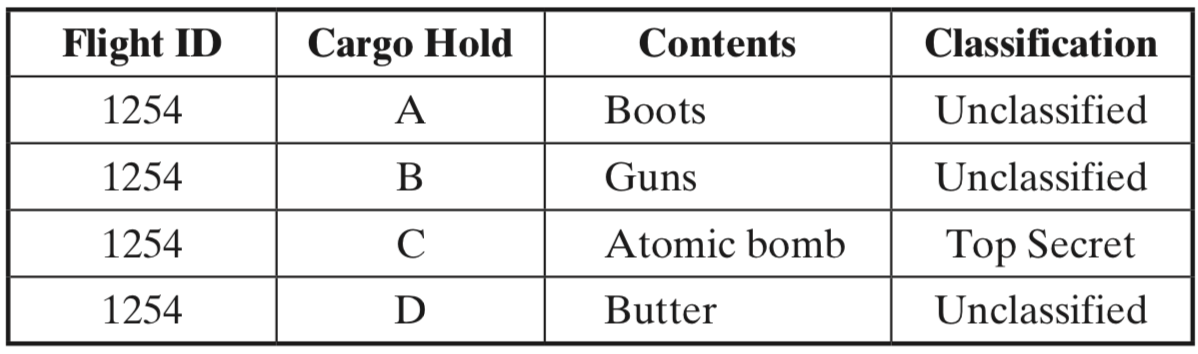 Flight ID Cargo Hold Contents Classification
1254 A Boots Unclassified
1254 B Guns Unclassified
1254 C Atomic bomb Top Secret
1254 D Butter Unclassified